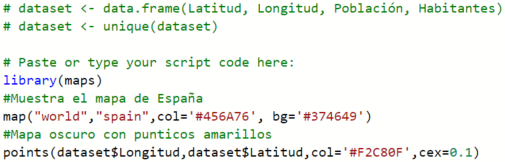 # dataset <- data.frame(Latitud, Longitud, Población, Habitantes)
# dataset <- unique(dataset)
# Paste or type your script code here:
library(maps)
#Muestra el mapa de España
map("world","spain",col='#456A76', bg='#374649')
#Mapa oscuro con punticos amarillos
points(dataset$Longitud,dataset$Latitud,col='#F2C80F',cex=0.1)